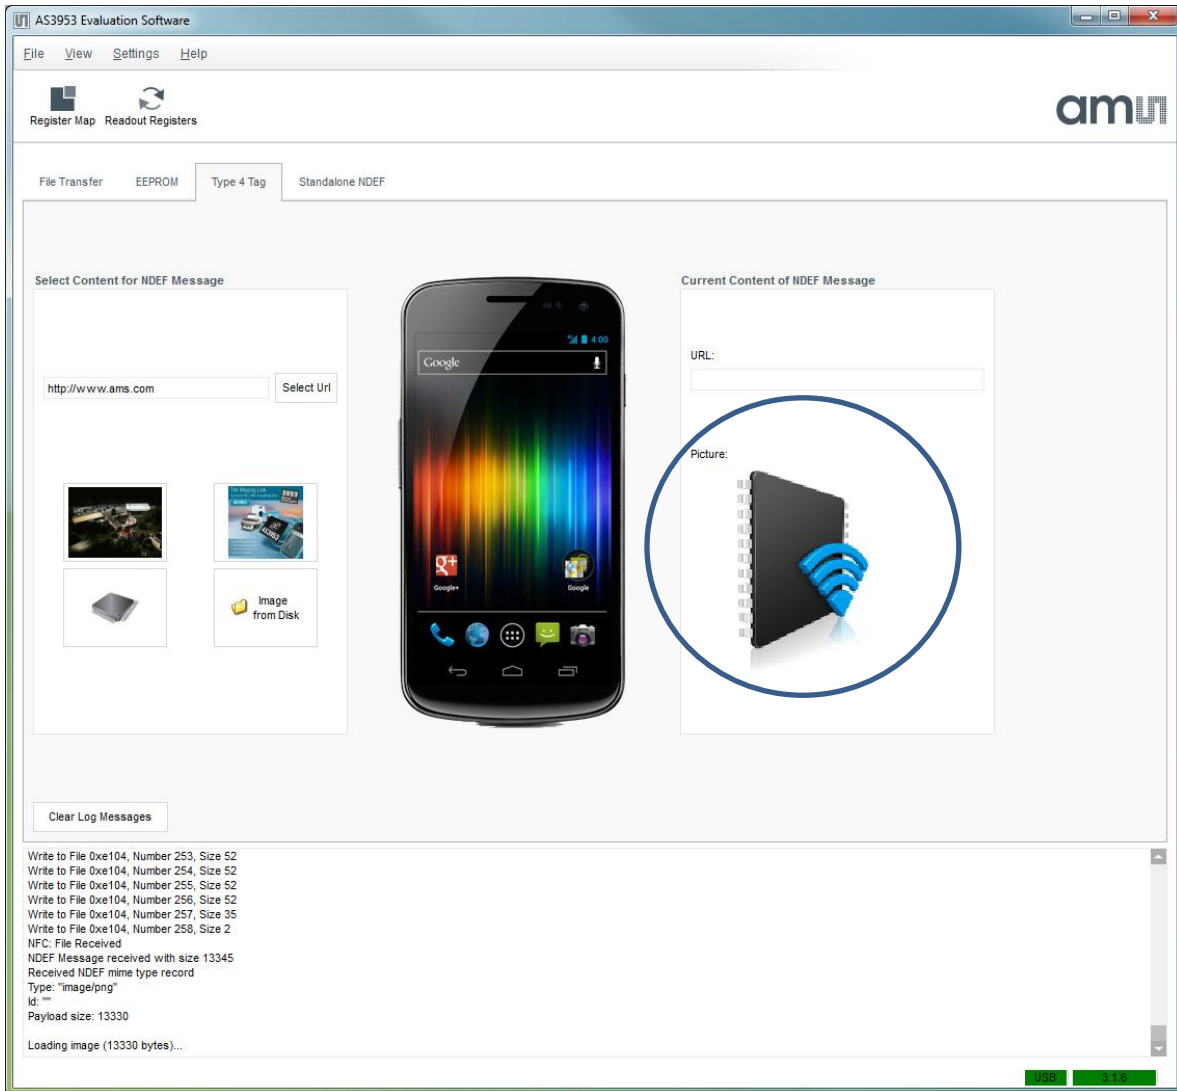 AS3953 Evaluation Software
File View Settings Help
Register Map Readout Registers
am
File Transfer EEPROM Type 4 Tag Standalone NDEF
Select Content for NDEF Message
Current Content of NDEF Message
4:00
Google
URL:
http://www.ams.com Select Url
Picture:
The Missing Link
AS3953
Google+ Google
Image
from Disk
Clear Log Messages
Write to File 0xe104, Number 253, Size 52
Write to File 0xe104, Number 254, Size 52
Write to File 0xe104, Number 255, Size 52
Write to File 0xe104, Number 256, Size 52
Write to File 0xe104, Number 257, Size 35
Write to File 0xe104, Number 258, Size 2
NFC: File Received
NDEF Message received with size 13345
Received NDEF mime type record
Type: "image/png"
Id: ""
Payload size: 13330
Loading image (13330 bytes)...
USB 3.1.6